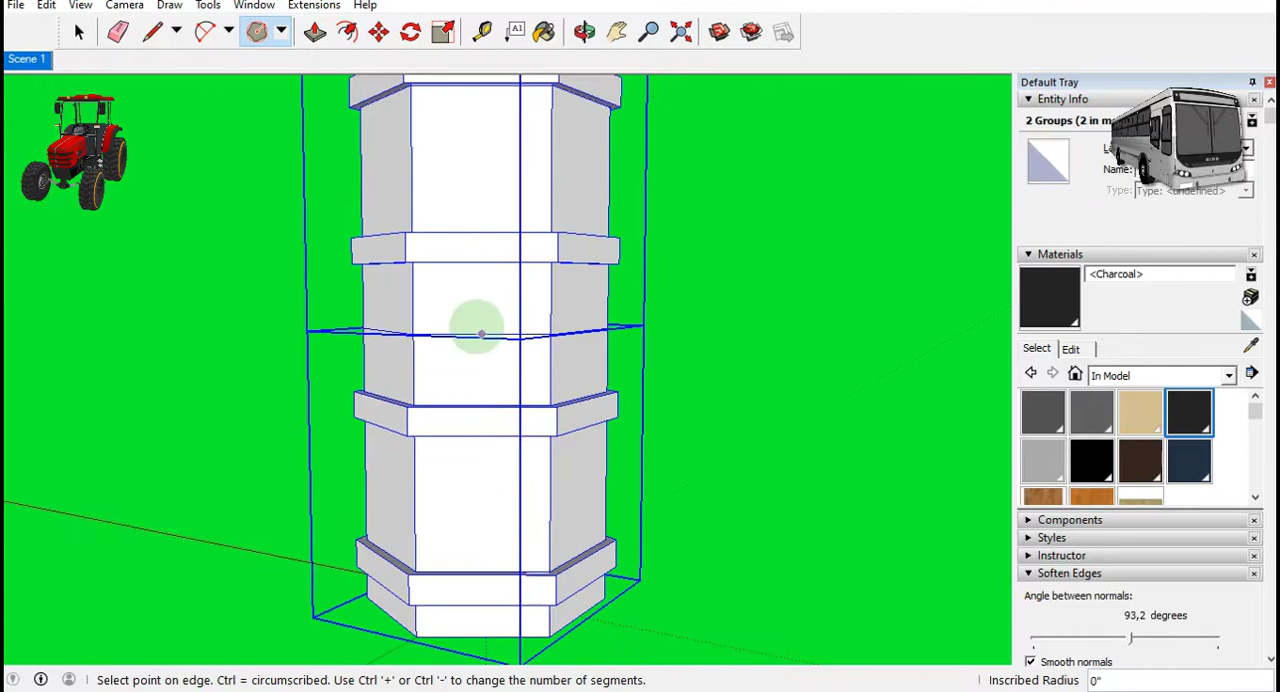 File Edit View Camera Draw Tools Window Extensions Help
Scene 1
Default Tray
Entity Info
2 Groups (2 in m
Name:
Type: Type: <undefined>
Materials
<Charcoal>
Select Edit
In Model
Components
Styles
Instructor
Soften Edges
Angle between normals:
93,2 degrees
Smooth normals
Select point on edge. Ctrl = circumscribed. Use Ctrl '+' or Ctrl '-' to change the number of segments. Inscribed Radius 0"